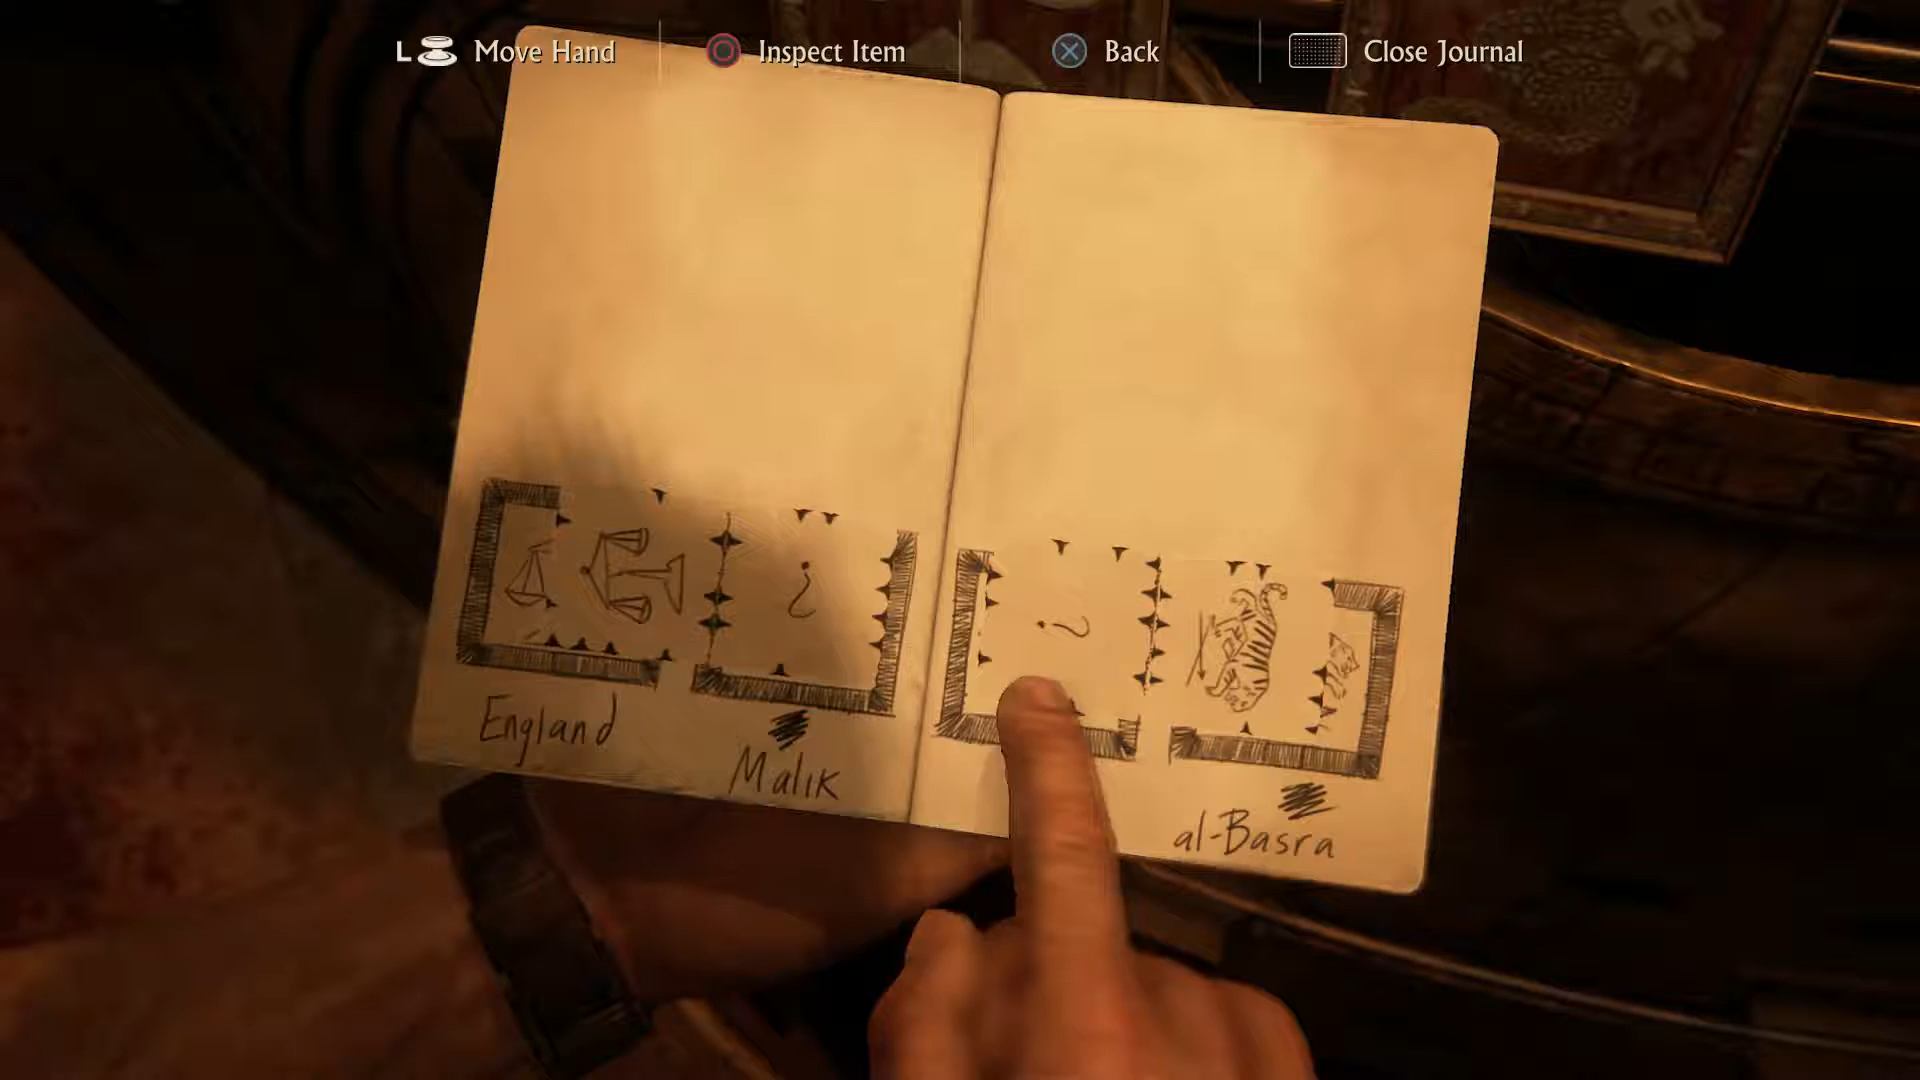 L Move Hand Inspect Item Back Close Journal
? ?
England
Malik
al-Basra